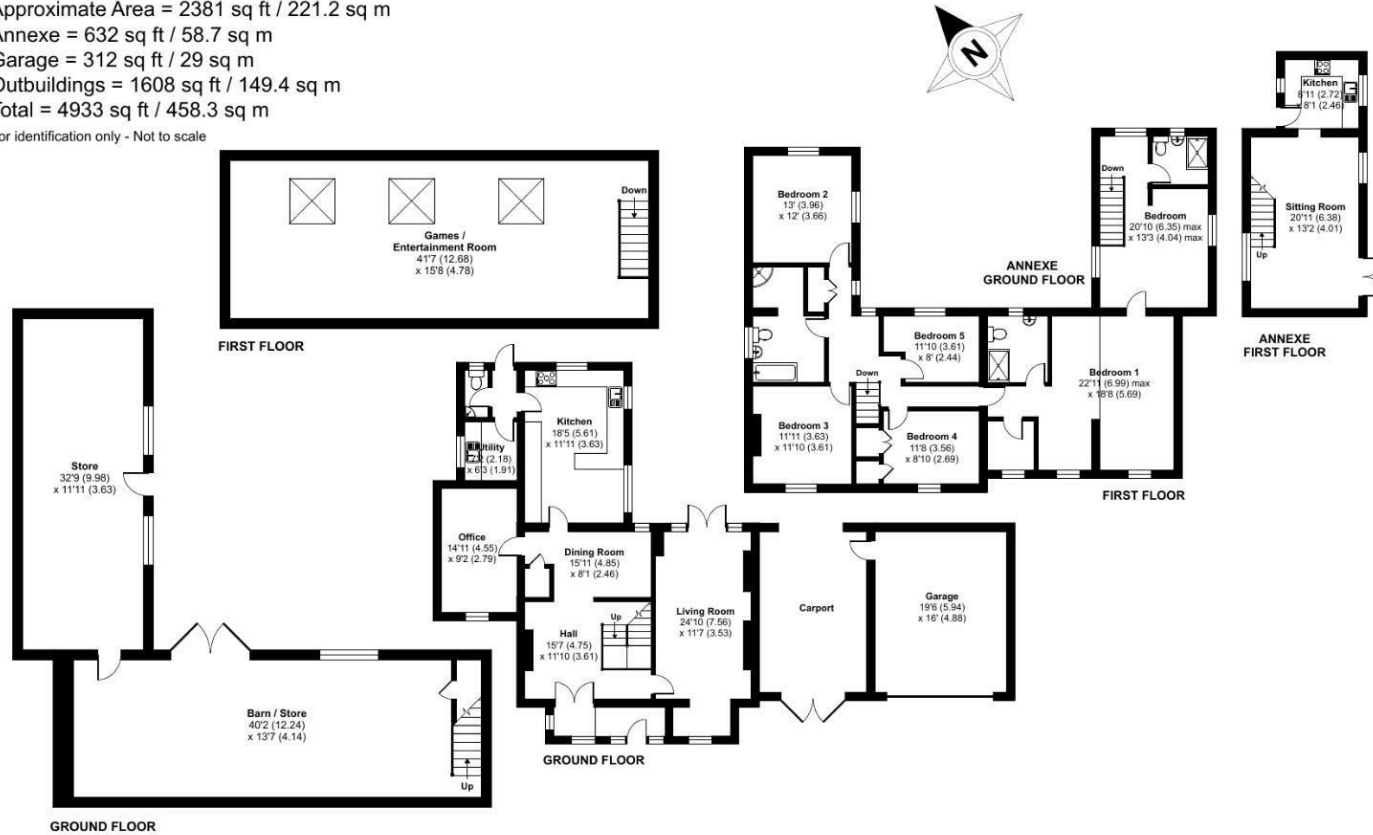 Approximate Area = 2381 sq ft / 221.2 sq m
Annexe = 632 sq ft / 58.7 sq m
Garage = 312 sq ft / 29 sq m
Outbuildings = 1608 sq ft / 149.4 sq m
Total = 4933 sq ft / 458.3 sq m
or identification only - Not to scale
N
Kitchen
8'11 (2.72)
x 8'1 (2.46
Sitting Room
20'11 (6.38)
x 13'2 (4.01)
Up
ANNEXE
FIRST FLOOR
Down
Bedroom
20'10 (6.35) max
x 13'3 (4.04) max
ANNEXE
GROUND FLOOR
Down
Games /
Entertainment Room
41'7 (12.68)
x 15'8 (4.78)
FIRST FLOOR
Bedroom 2
13' (3.96)
x 12' (3.66)
Bedroom 5
11'10 (3.61)
x 8' (2.44)
Bedroom 1
22'11 (6.99) max
x 18'8 (5.69)
Down
Bedroom 3
11'11 (3.63)
x 11'10 (3.61)
Bedroom 4
11'8 (3.56)
x 8'10 (2.69)
FIRST FLOOR
Store
32'9 (9.98)
x 11'11 (3.63)
Kitchen
18'5 (5.61)
x 11'11 (3.63)
Utility
7'2 (2.18)
x 6'3 (1.91)
Office
14'11 (4.55)
x 9'2 (2.79)
Dining Room
15'11 (4.85)
x 8'1 (2.46)
Hall
15'7 (4.75)
x 11'10 (3.61)
Up
Living Room
24'10 (7.56)
x 11'7 (3.53)
Carport
Garage
19'6 (5.94)
x 16' (4.88)
Barn / Store
40'2 (12.24)
x 13'7 (4.14)
Up
GROUND FLOOR
GROUND FLOOR